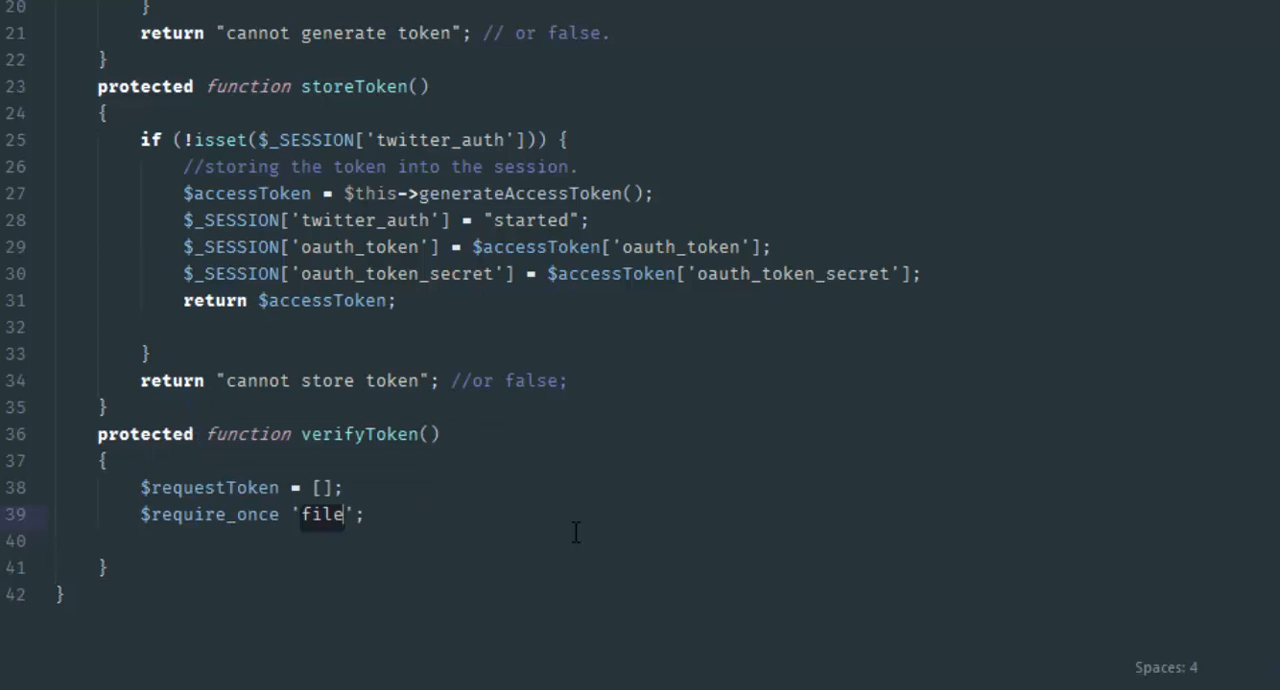 20 }
21 return "cannot generate token"; // or false.
22 }
23 protected function storeToken()
24 {
25 if (!isset($_SESSION['twitter_auth'])) {
26 //storing the token into the session.
27 $accessToken = $this->generateAccessToken();
28 $_SESSION['twitter_auth'] = "started";
29 $_SESSION['oauth_token'] = $accessToken['oauth_token'];
30 $_SESSION['oauth_token_secret'] = $accessToken['oauth_token_secret'];
31 return $accessToken;
32
33 }
34 return "cannot store token"; //or false;
35 }
36 protected function verifyToken()
37 {
38 $requestToken = [];
39 $require_once 'file';
40
41 }
42 }
Spaces: 4